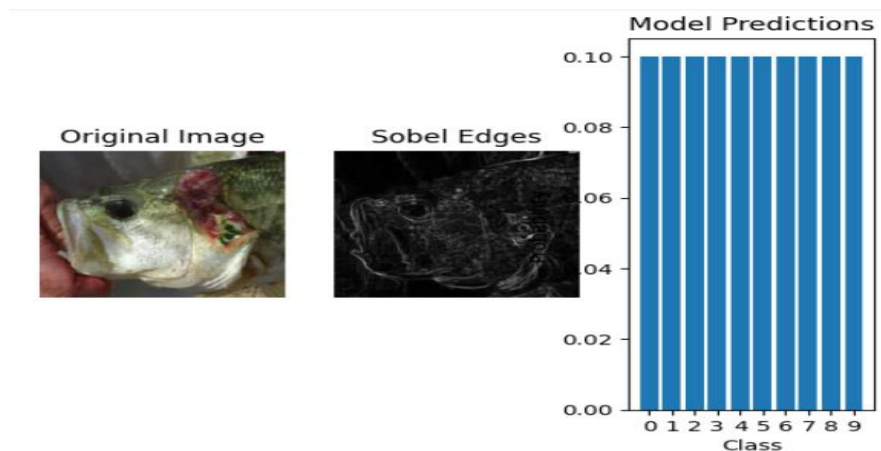 Original Image
Sobel Edges
Model Predictions
Probability
0.10
0.08
0.06
0.04
0.02
0.00
0 1 2 3 4 5 6 7 8 9
Class